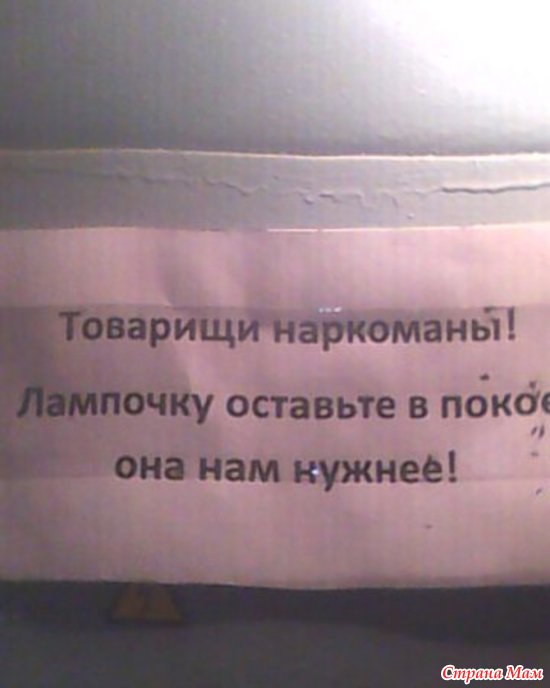 Товарищи наркоманы!
Лампочку оставьте в покое
она нам нужнее!
Страна Мам